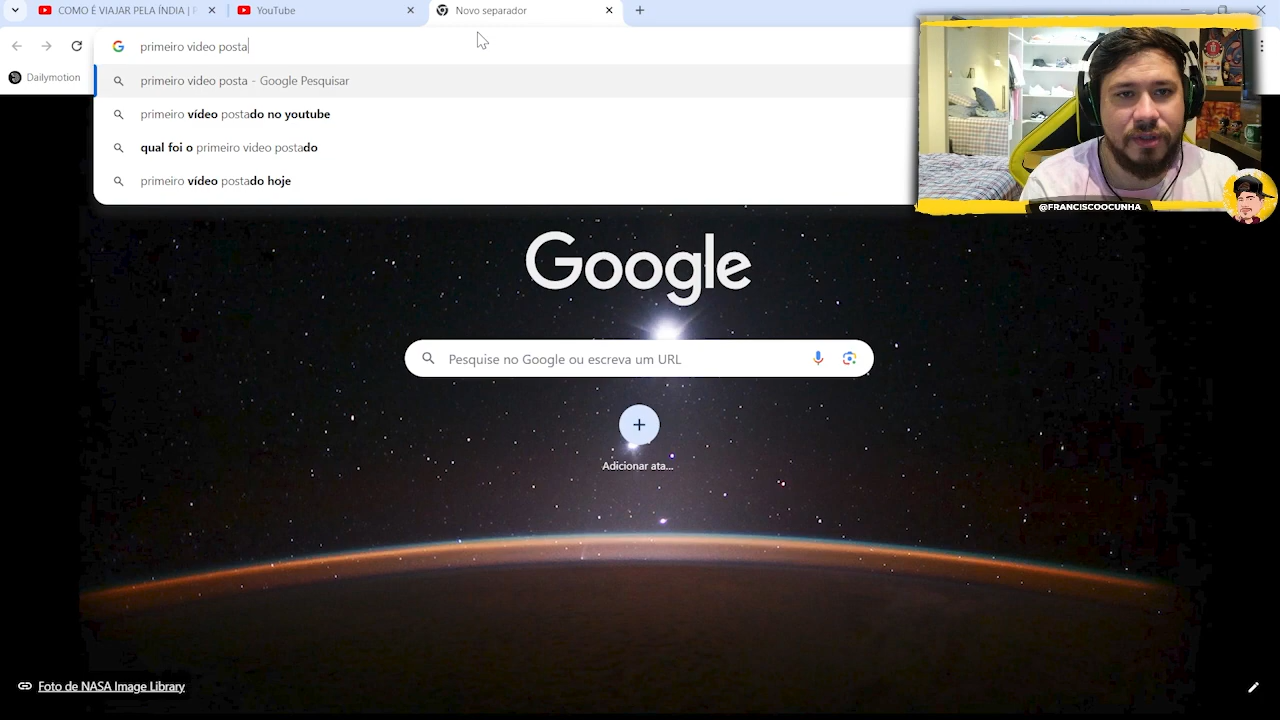 COMO É VIAJAR PELA ÍNDIA |
YouTube
Novo separador
primeiro video posta
Dailymotion
primeiro video posta - Google Pesquisar
primeiro vídeo postado no youtube
qual foi o primeiro video postado
primeiro vídeo postado hoje
@FRANCISCOOCUNHA
Google
Pesquise no Google ou escreva um URL
Adicionar ata...
Foto de NASA Image Library